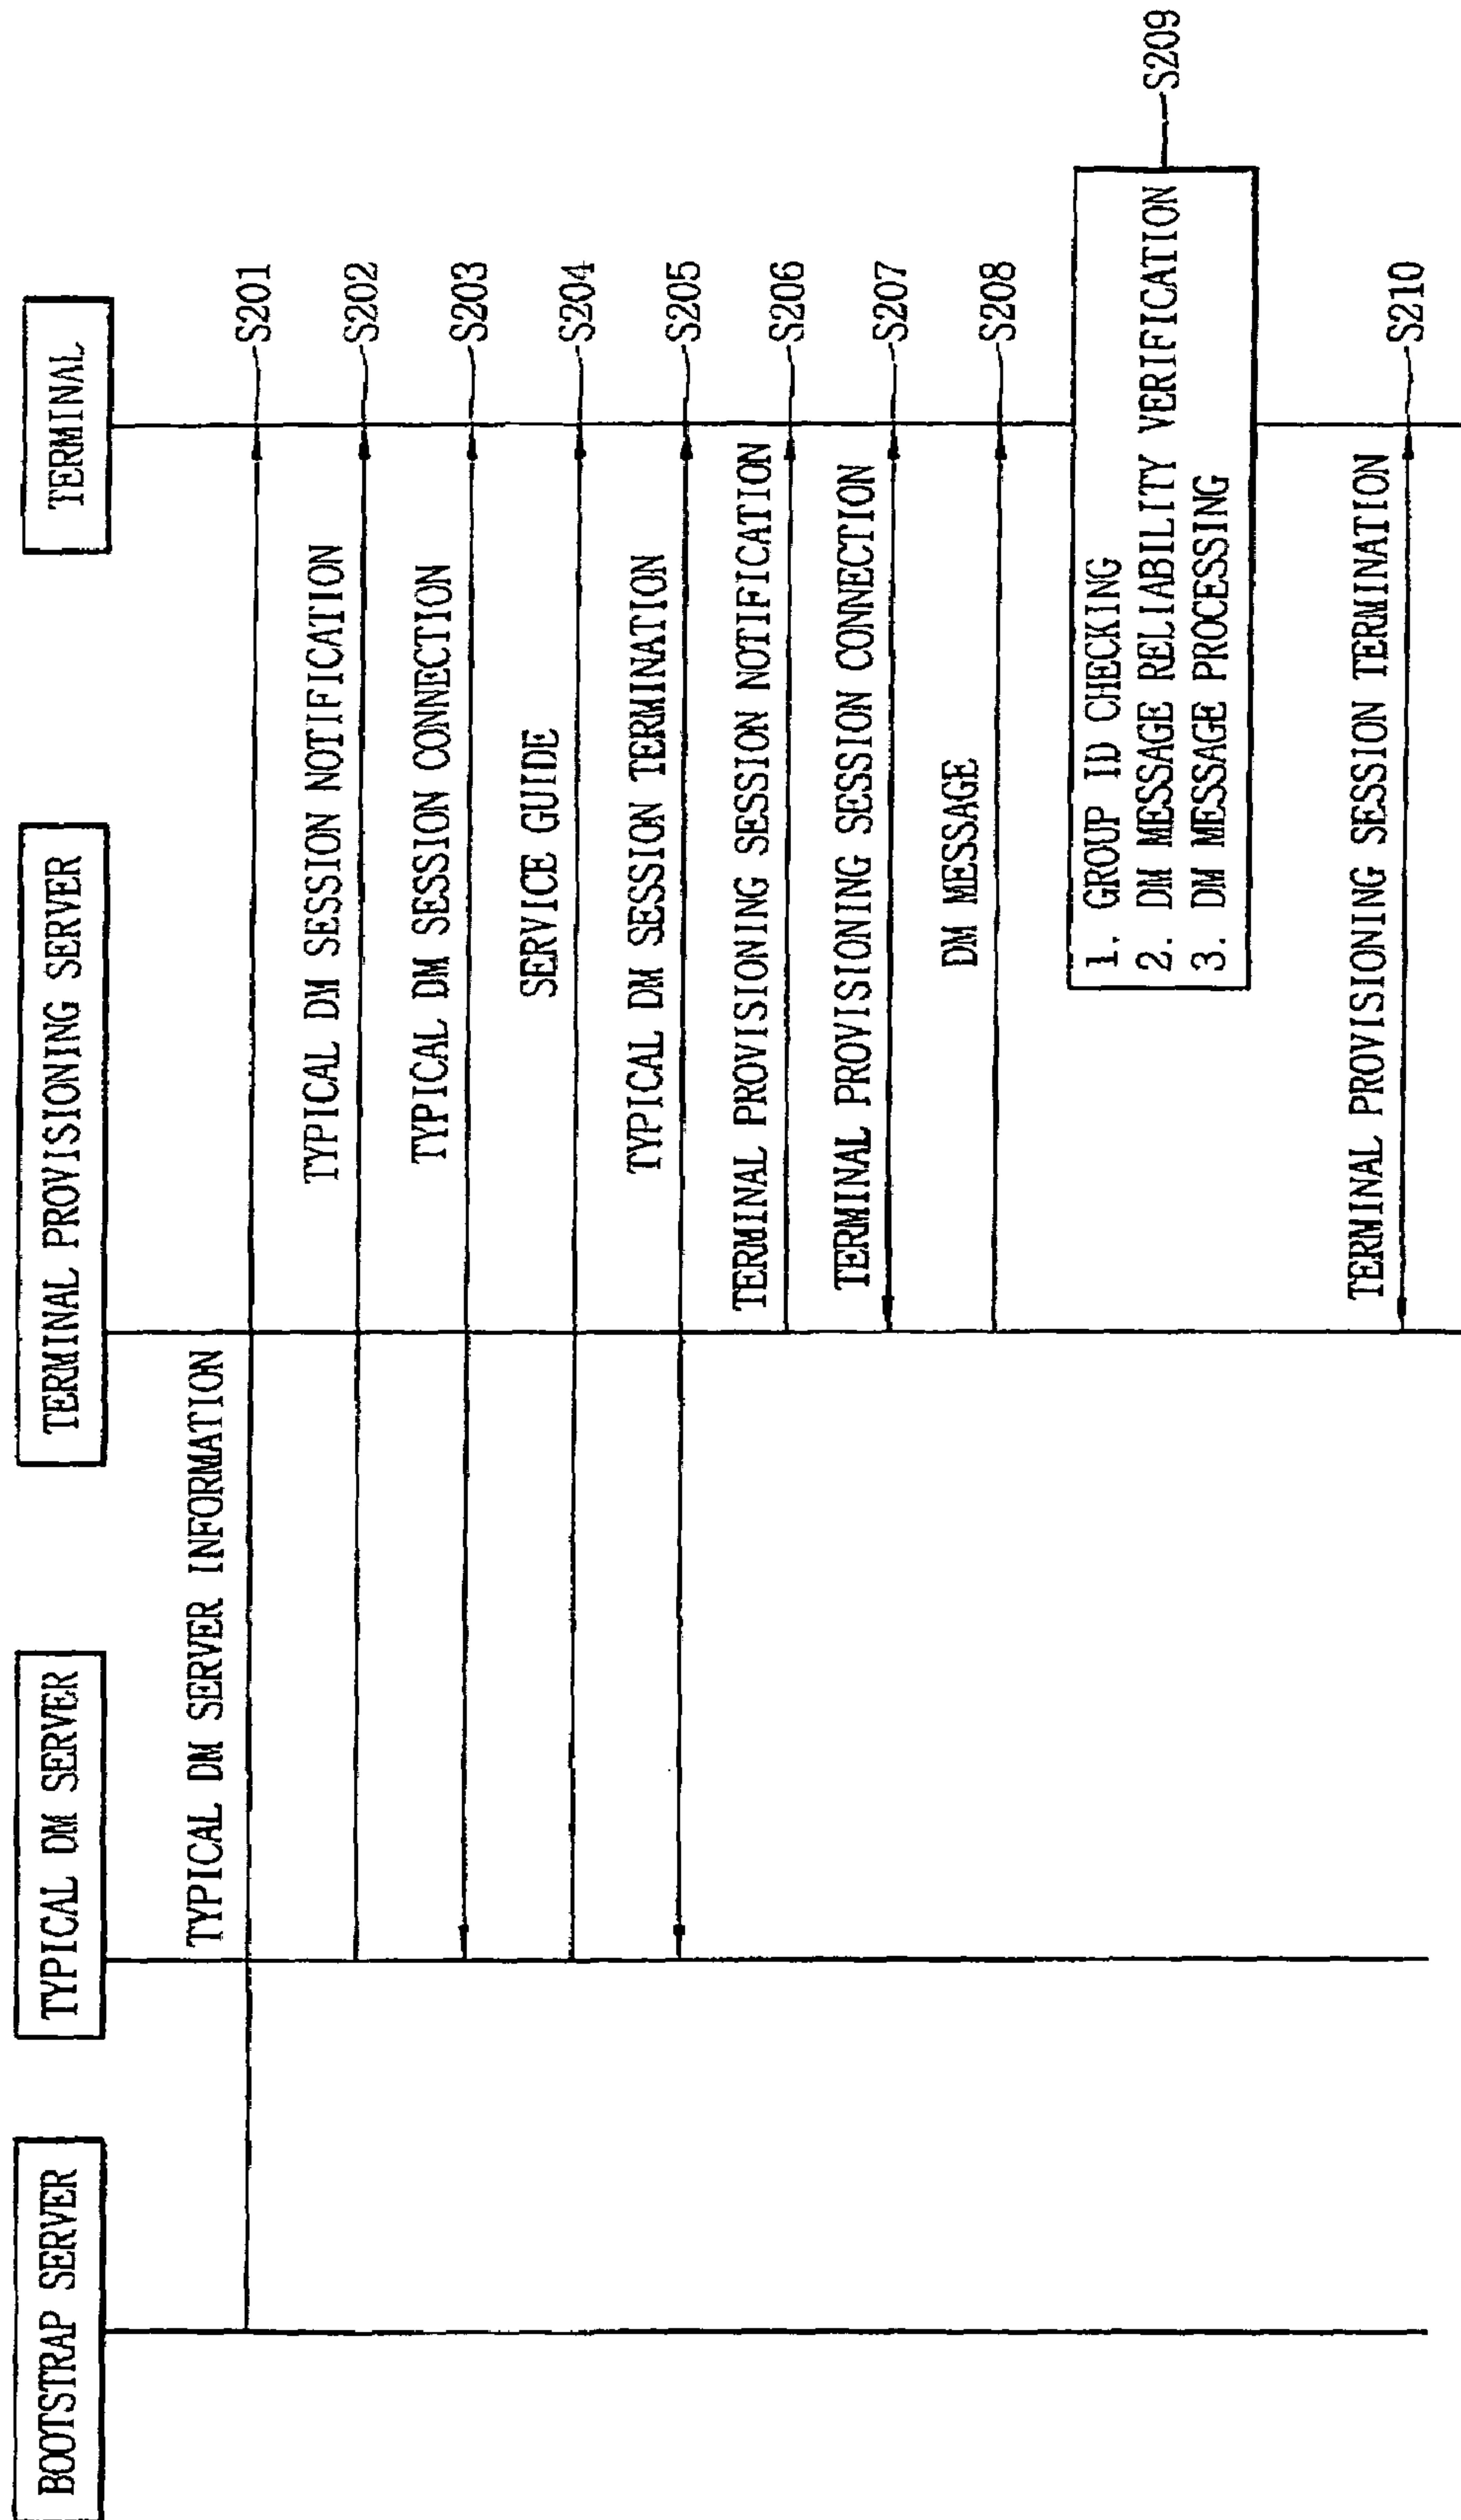 BOOTSTRAP SERVER
TYPICAL DM SERVER
TERMINAL PROVISIONING SERVER
TERMINAL
TYPICAL DM SERVER INFORMATION
S201
TYPICAL DM SESSION NOTIFICATION
S202
TYPICAL DM SESSION CONNECTION
S203
SERVICE GUIDE
S204
TYPICAL DM SESSION TERMINATION
S205
TERMINAL PROVISIONING SESSION NOTIFICATION
S206
TERMINAL PROVISIONING SESSION CONNECTION
S207
DM MESSAGE
S208
1. GROUP ID CHECKING
2. DM MESSAGE RELIABILITY VERIFICATION
3. DM MESSAGE PROCESSING
S209
TERMINAL PROVISIONING SESSION TERMINATION
S210